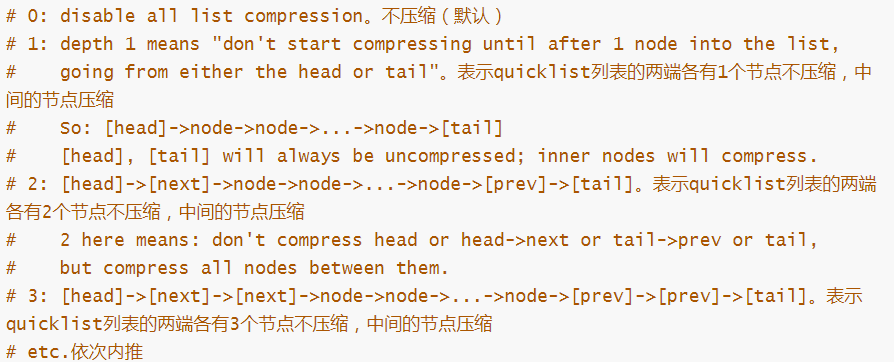 # 0: disable all list compression。不压缩（默认）
# 1: depth 1 means "don't start compressing until after 1 node into the list,
#    going from either the head or tail"。表示quicklist列表的两端各有1个节点不压缩，中
间的节点压缩
#    So: [head]->node->node->...->node->[tail]
#    [head], [tail] will always be uncompressed; inner nodes will compress.
# 2: [head]->[next]->node->node->...->node->[prev]->[tail]。表示quicklist列表的两端
各有2个节点不压缩，中间的节点压缩
#    2 here means: don't compress head or head->next or tail->prev or tail,
#    but compress all nodes between them.
# 3: [head]->[next]->[next]->node->node->...->node->[prev]->[prev]->[tail]。表示
quicklist列表的两端各有3个节点不压缩，中间的节点压缩
# etc.依次内推